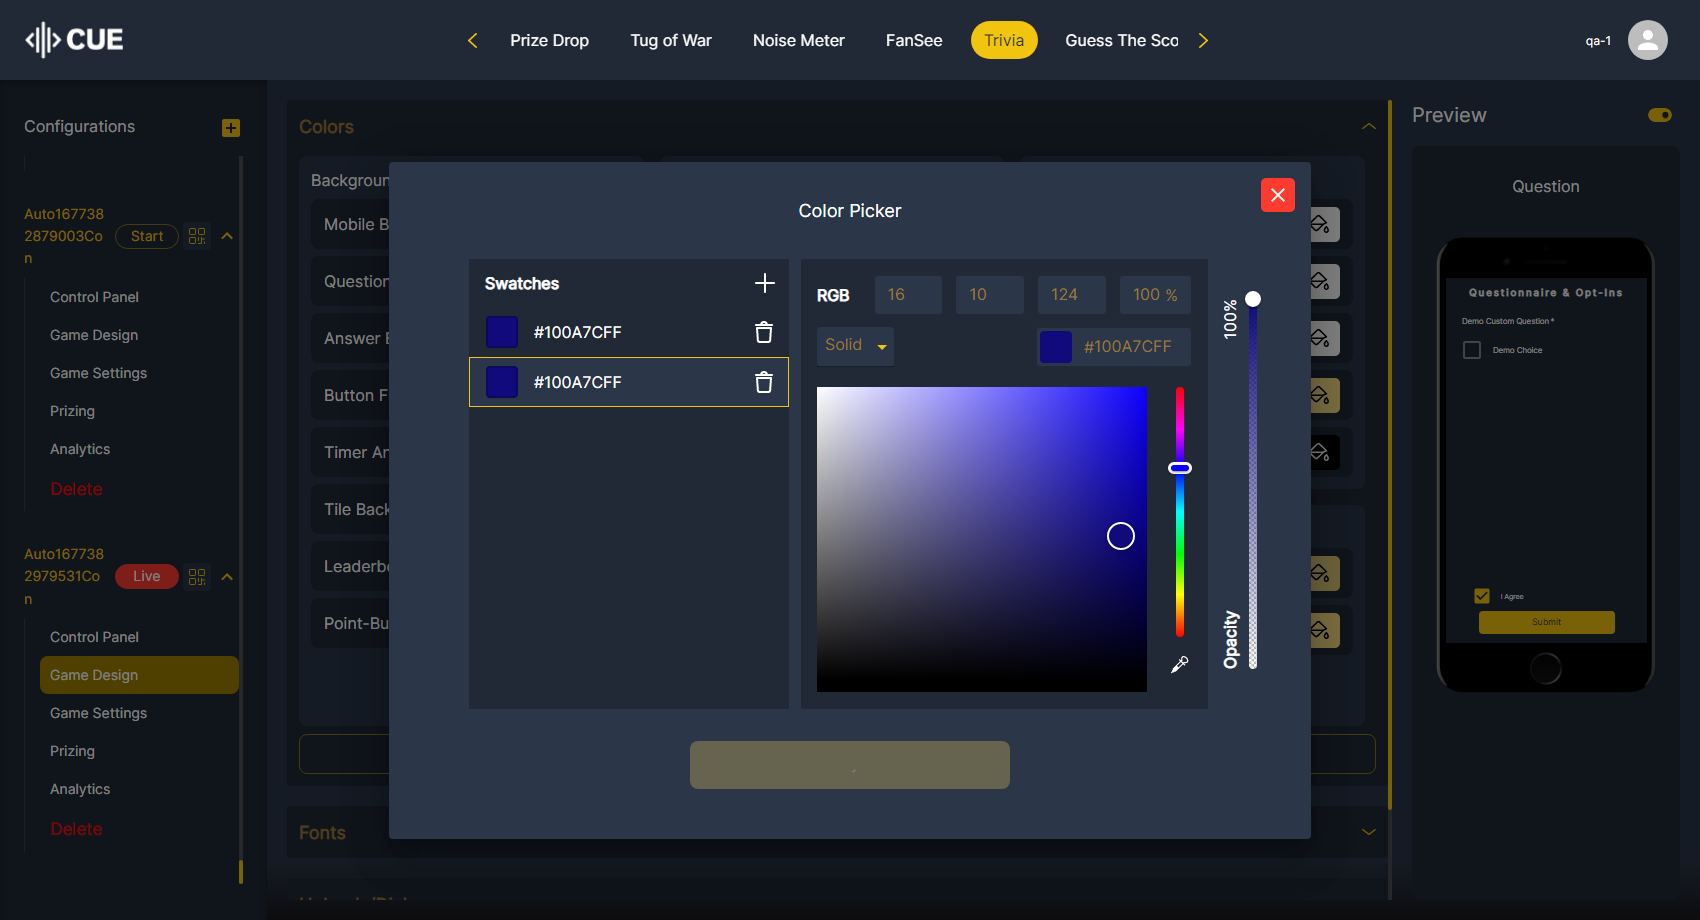 CUE
Prize Drop
Tug of War
Noise Meter
FanSee
Trivia
Guess The Sco
qa-1
Configurations
Auto167738
2879003Co
n
Start
Control Panel
Game Design
Game Settings
Prizing
Analytics
Delete
Auto167738
2979531Co
n
Live
Control Panel
Game Design
Game Settings
Prizing
Analytics
Delete
Colors
Backgroun
Mobile B
Question
Answer
Button F
Timer An
Tile Back
Leaderbo
Point-Bu
Fonts
Color Picker
Swatches
#100A7CFF
#100A7CFF
RGB
16
10
124
100 %
Solid
#100A7CFF
100%
Opacity
Preview
Question
Questionnaire & Opt-Ins
Demo Custom Question*
Demo Choice
I Agree
Submit